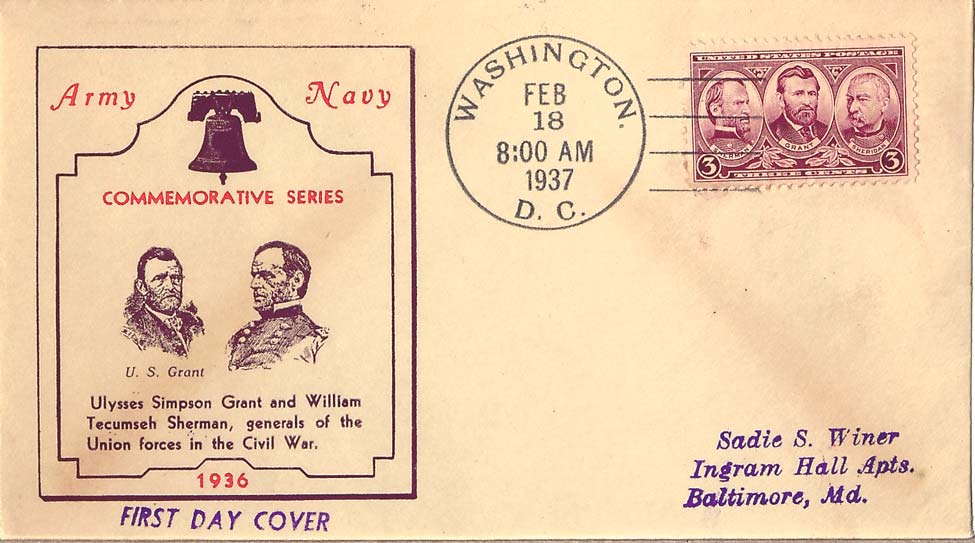 Army Navy
COMMEMORATIVE SERIES
U. S. Grant
Ulysses Simpson Grant and William
Tecumseh Sherman, generals of the
Union forces in the Civil War.
1936
FIRST DAY COVER
WASHINGTON.
FEB
18
8:00 AM
1937
D. C.
UNITED STATES POSTAGE
SHERMAN GRANT SHERIDAN
3 THREE CENTS 3
Sadie S. Winer
Ingram Hall Apts.
Baltimore, Md.